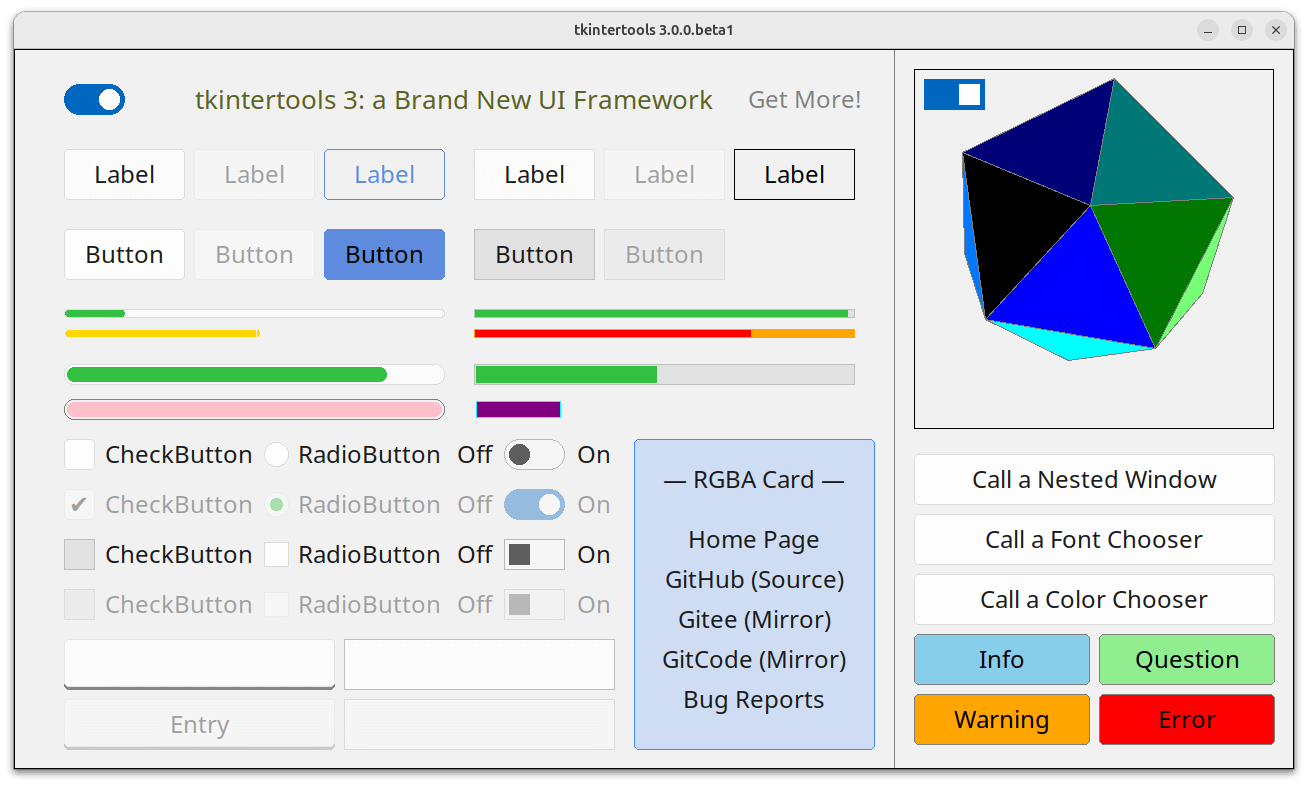 tkintertools 3.0.0.beta1
tkintertools 3: a Brand New UI Framework
Get More!
Label Label Label Label Label Label
Button Button Button Button Button
CheckButton RadioButton Off On
CheckButton RadioButton Off On
CheckButton RadioButton Off On
CheckButton RadioButton Off On
Entry
— RGBA Card —
Home Page
GitHub (Source)
Gitee (Mirror)
GitCode (Mirror)
Bug Reports
Call a Nested Window
Call a Font Chooser
Call a Color Chooser
Info Question
Warning Error